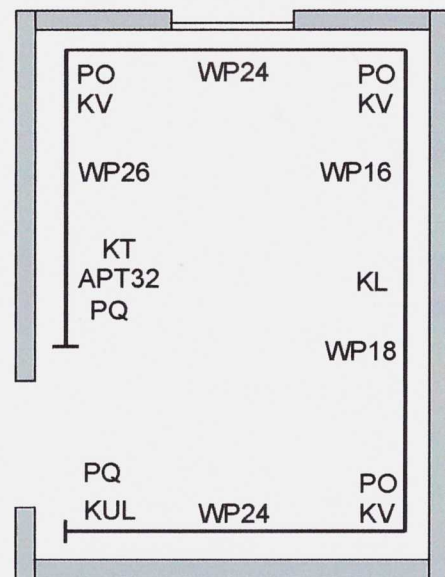 PO WP24 PO
KV KV
WP26 WP16
KT
APT32 KL
PQ
WP18
PQ
PO
KUL WP24 KV